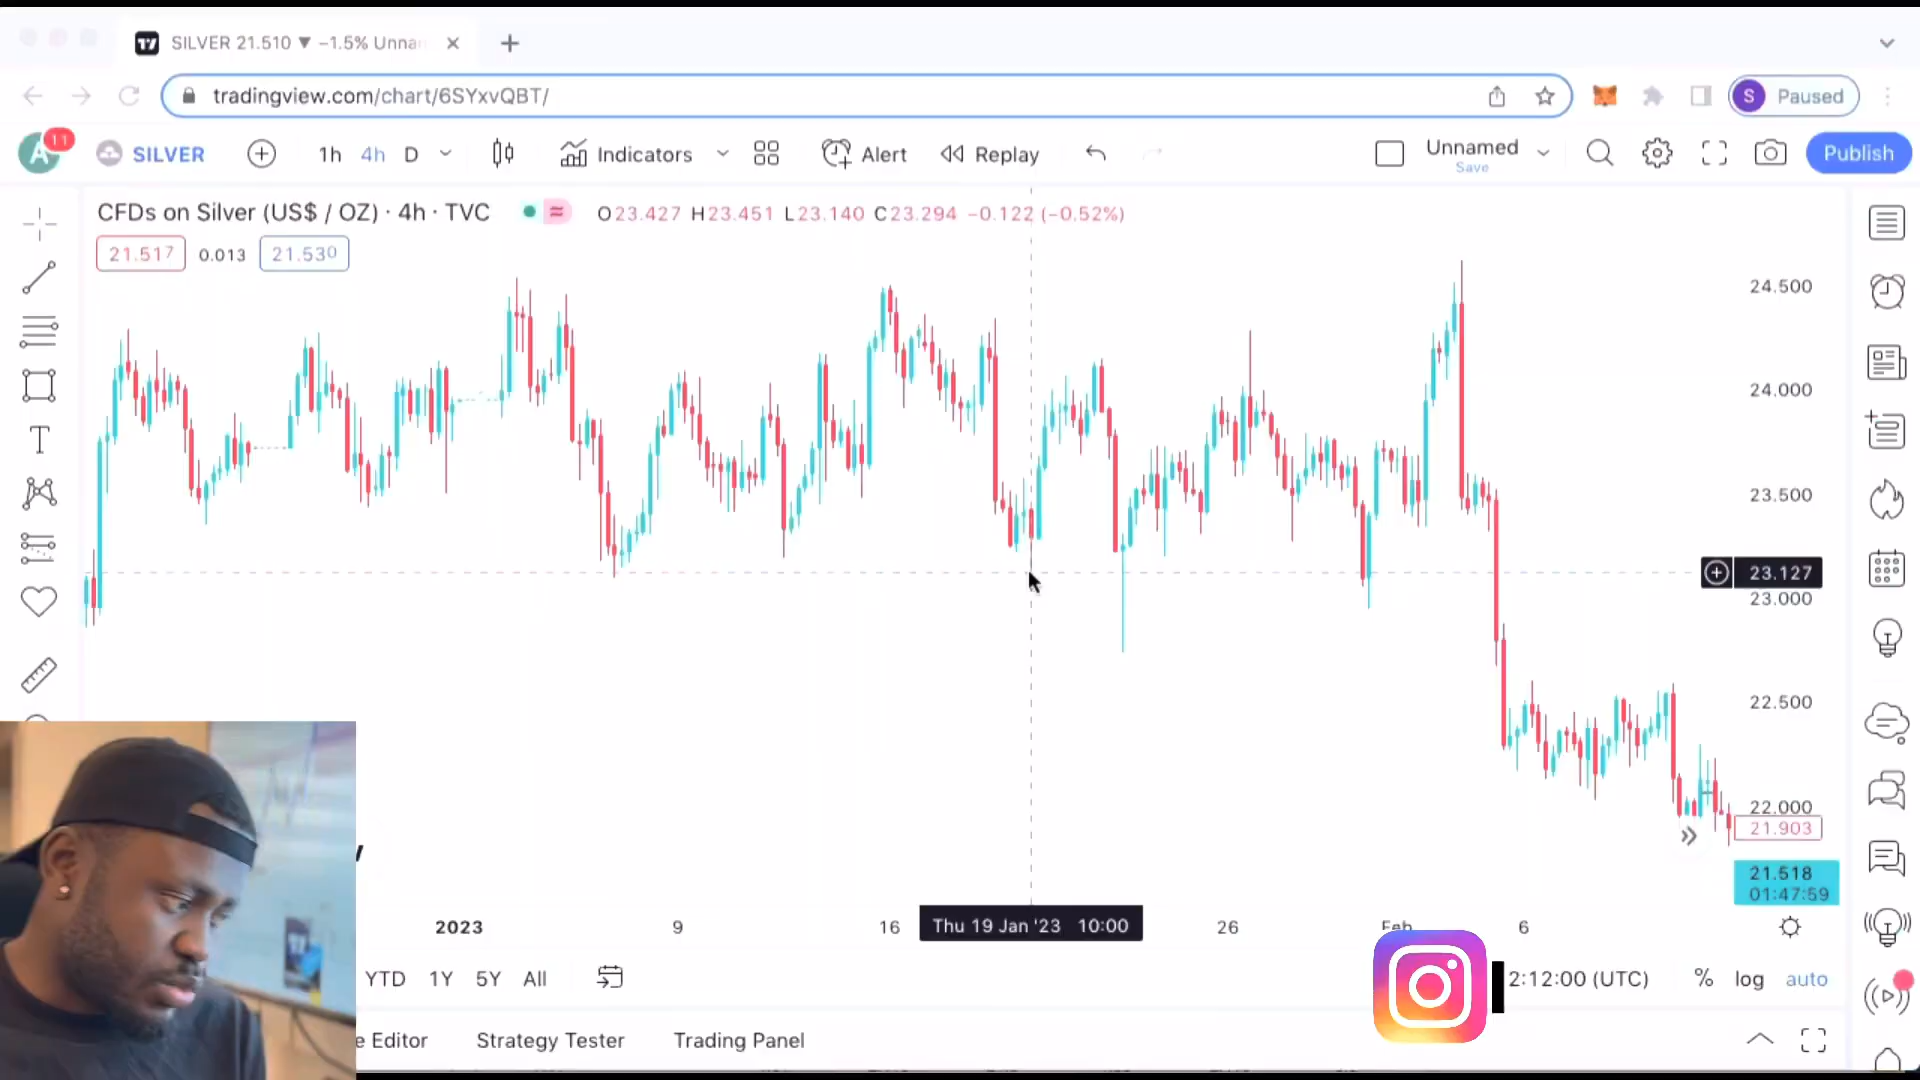 SILVER 21.510 ▼ −1.5% Unna
tradingview.com/chart/6SYxvQBT/
S Paused
A 11 SILVER 1h 4h D Indicators Alert Replay Unnamed Publish
Save
CFDs on Silver (US$ / OZ) · 4h · TVC O23.427 H23.451 L23.140 C23.294 −0.122 (−0.52%)
21.517 0.013 21.530
24.500
24.000
23.500
23.127
23.000
22.500
22.000
21.903
21.518
01:47:59
2023 9 16 Thu 19 Jan '23 10:00 26 Feb 6
YTD 1Y 5Y All 2:12:00 (UTC) % log auto
e Editor Strategy Tester Trading Panel